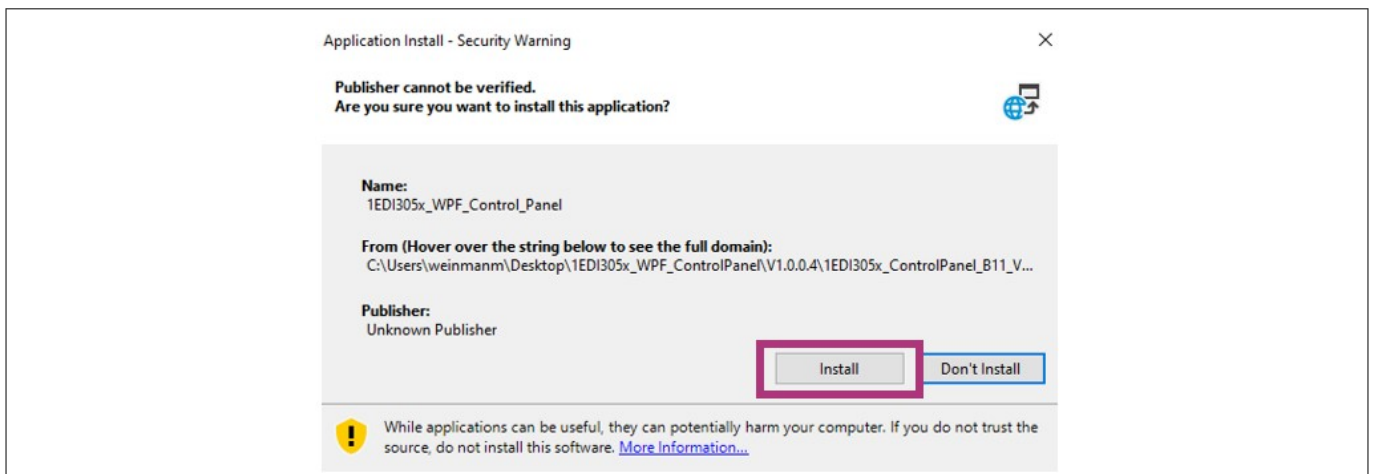 Application Install - Security Warning
Publisher cannot be verified.
Are you sure you want to install this application?
Name:
1EDI305x_WPF_Control_Panel
From (Hover over the string below to see the full domain):
C:\Users\weinmanm\Desktop\1EDI305x_WPF_ControlPanel\V1.0.0.4\1EDI305x_ControlPanel_B11_V...
Publisher:
Unknown Publisher
Install Don't Install
While applications can be useful, they can potentially harm your computer. If you do not trust the
source, do not install this software. More Information...